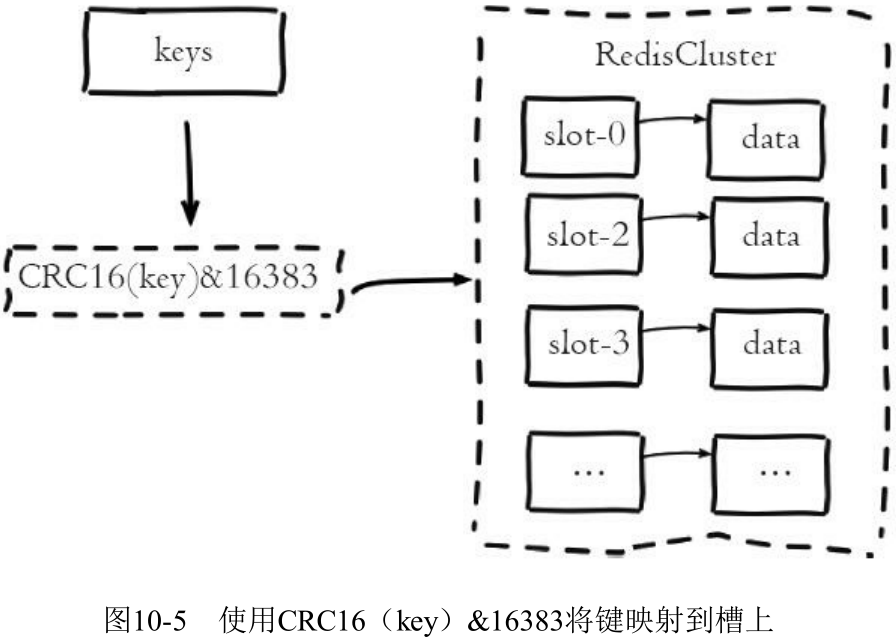 keys
CRC16(key)&16383
RedisCluster
slot-0
data
slot-2
data
slot-3
data
...
...
图10-5 使用CRC16（key）&16383将键映射到槽上